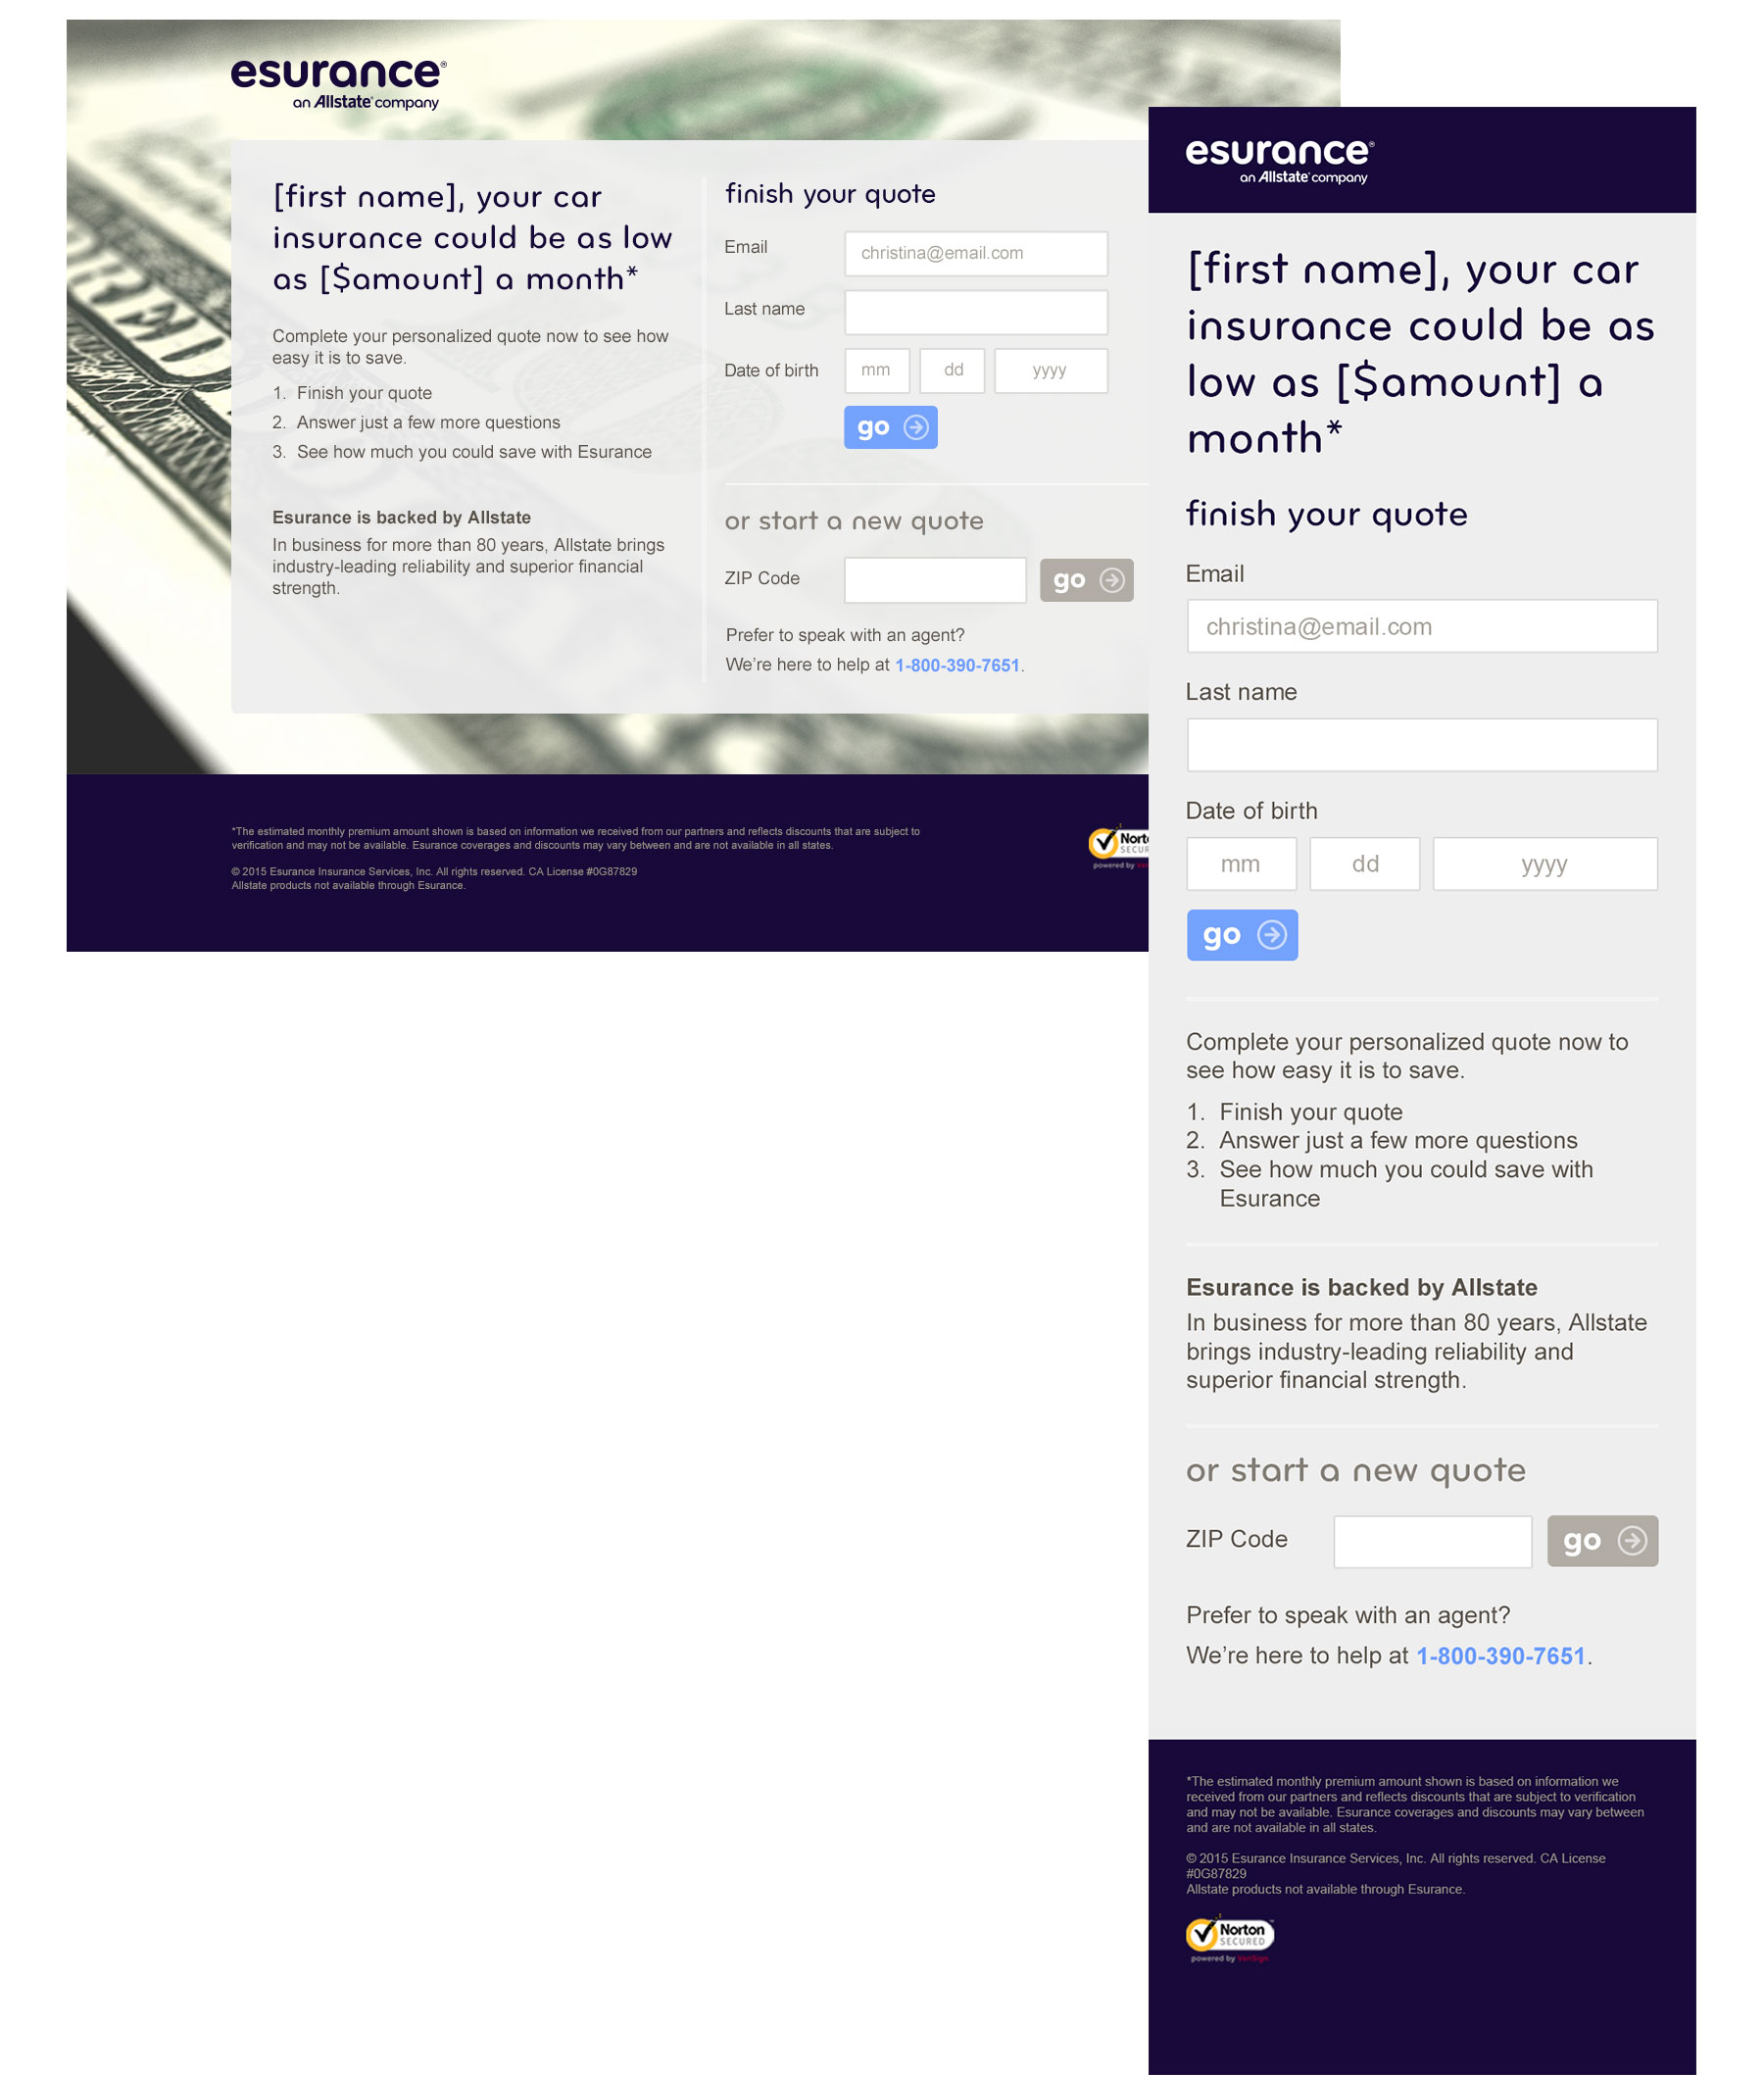 esurance®
an Allstate® company
[first name], your car
insurance could be as low
as [$amount] a month*
Complete your personalized quote now to see how
easy it is to save.
1. Finish your quote
2. Answer just a few more questions
3. See how much you could save with Esurance
Esurance is backed by Allstate
In business for more than 80 years, Allstate brings
industry-leading reliability and superior financial
strength.
finish your quote
Email
christina@email.com
Last name
Date of birth
mm
dd
yyyy
go
or start a new quote
ZIP Code
go
Prefer to speak with an agent?
We're here to help at 1-800-390-7651.
*The estimated monthly premium amount shown is based on information we received from our partners and reflects discounts that are subject to
verification and may not be available. Esurance coverages and discounts may vary between and are not available in all states.
© 2015 Esurance Insurance Services, Inc. All rights reserved. CA License #0G87829
Allstate products not available through Esurance.
powered by
esurance®
an Allstate® company
[first name], your car
insurance could be as
low as [$amount] a
month*
finish your quote
Email
christina@email.com
Last name
Date of birth
mm
dd
yyyy
go
Complete your personalized quote now to
see how easy it is to save.
1. Finish your quote
2. Answer just a few more questions
3. See how much you could save with
Esurance
Esurance is backed by Allstate
In business for more than 80 years, Allstate
brings industry-leading reliability and
superior financial strength.
or start a new quote
ZIP Code
go
Prefer to speak with an agent?
We're here to help at 1-800-390-7651.
*The estimated monthly premium amount shown is based on information we
received from our partners and reflects discounts that are subject to verification
and may not be available. Esurance coverages and discounts may vary between
and are not available in all states.
© 2015 Esurance Insurance Services, Inc. All rights reserved. CA License
#0G87829
Allstate products not available through Esurance.
Norton
SECURED
powered by VeriSign